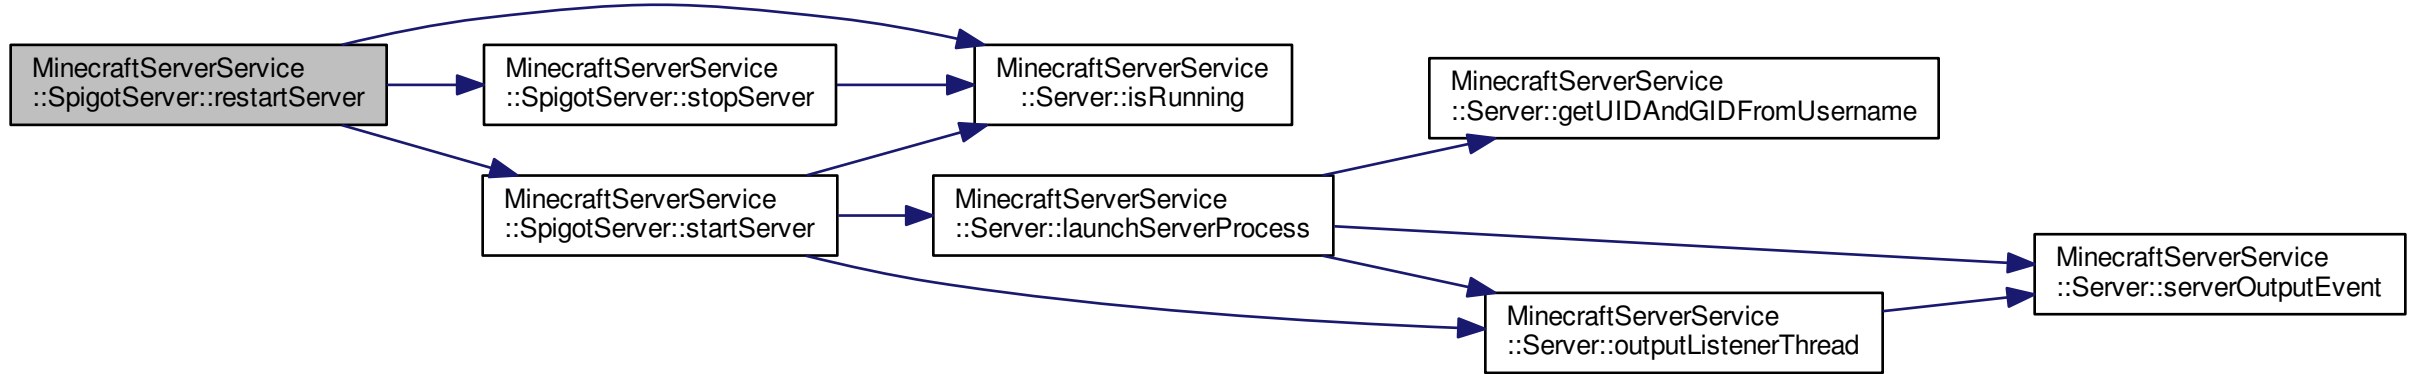 MinecraftServerService
::SpigotServer::restartServer
MinecraftServerService
::SpigotServer::stopServer
MinecraftServerService
::Server::isRunning
MinecraftServerService
::Server::getUIDAndGIDFromUsername
MinecraftServerService
::SpigotServer::startServer
MinecraftServerService
::Server::launchServerProcess
MinecraftServerService
::Server::serverOutputEvent
MinecraftServerService
::Server::outputListenerThread